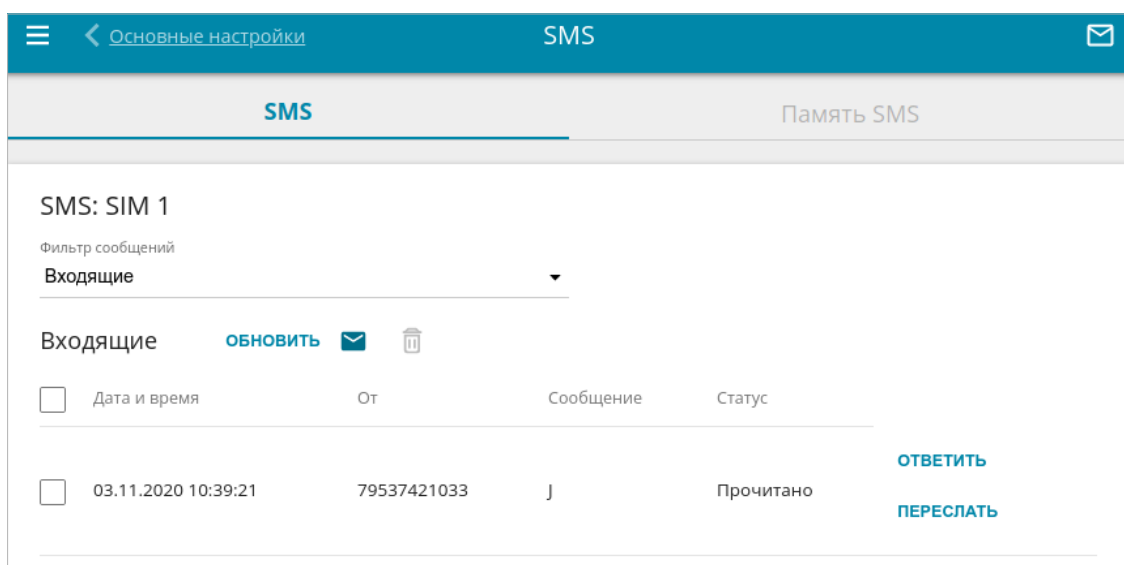 Основные настройки SMS
SMS Память SMS
SMS: SIM 1
Фильтр сообщений
Входящие
Входящие ОБНОВИТЬ
Дата и время От Сообщение Статус
03.11.2020 10:39:21 79537421033 J Прочитано
ОТВЕТИТЬ
ПЕРЕСЛАТЬ